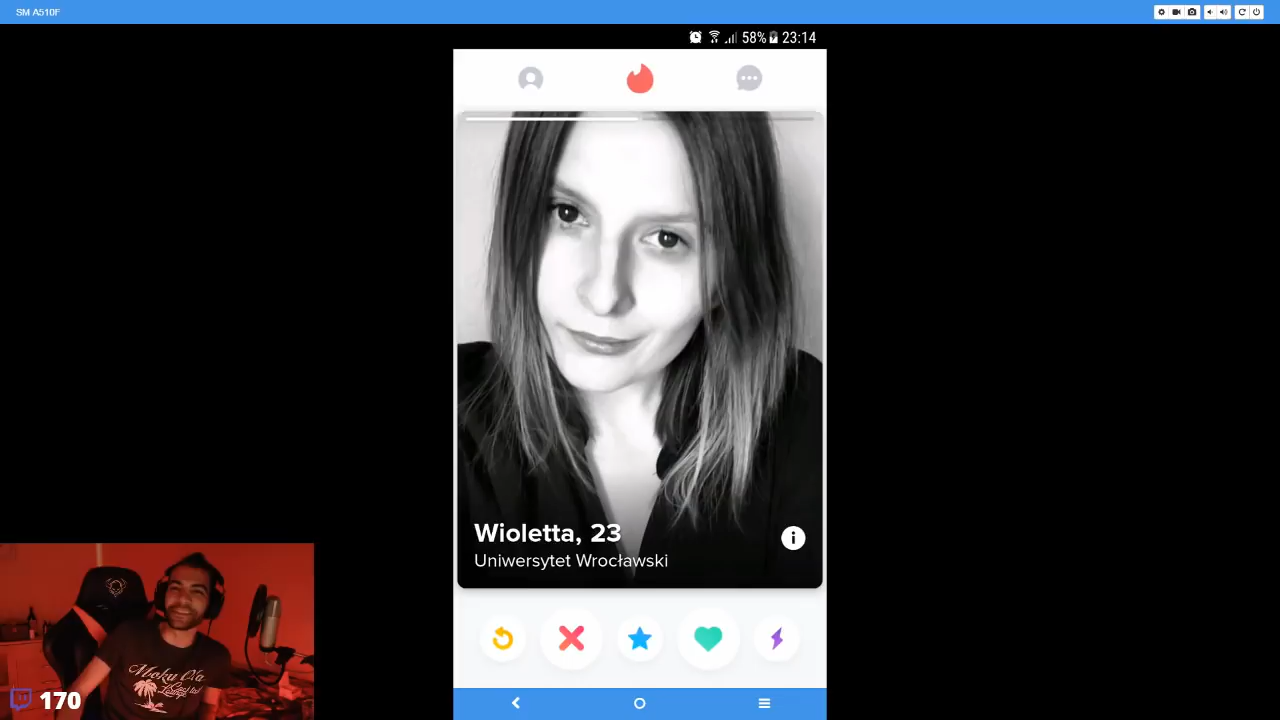 SM A510F
58% 23:14
Wioletta, 23
Uniwersytet Wrocławski
170